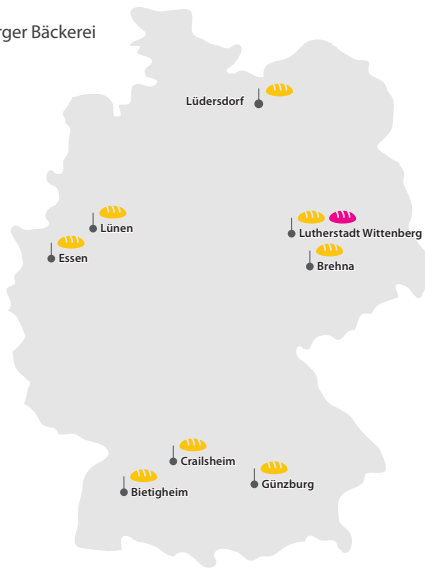 rger Bäckerei
Lüdersdorf
Lünen
Lutherstadt Wittenberg
Essen
Brehna
Crailsheim
Günzburg
Bietigheim